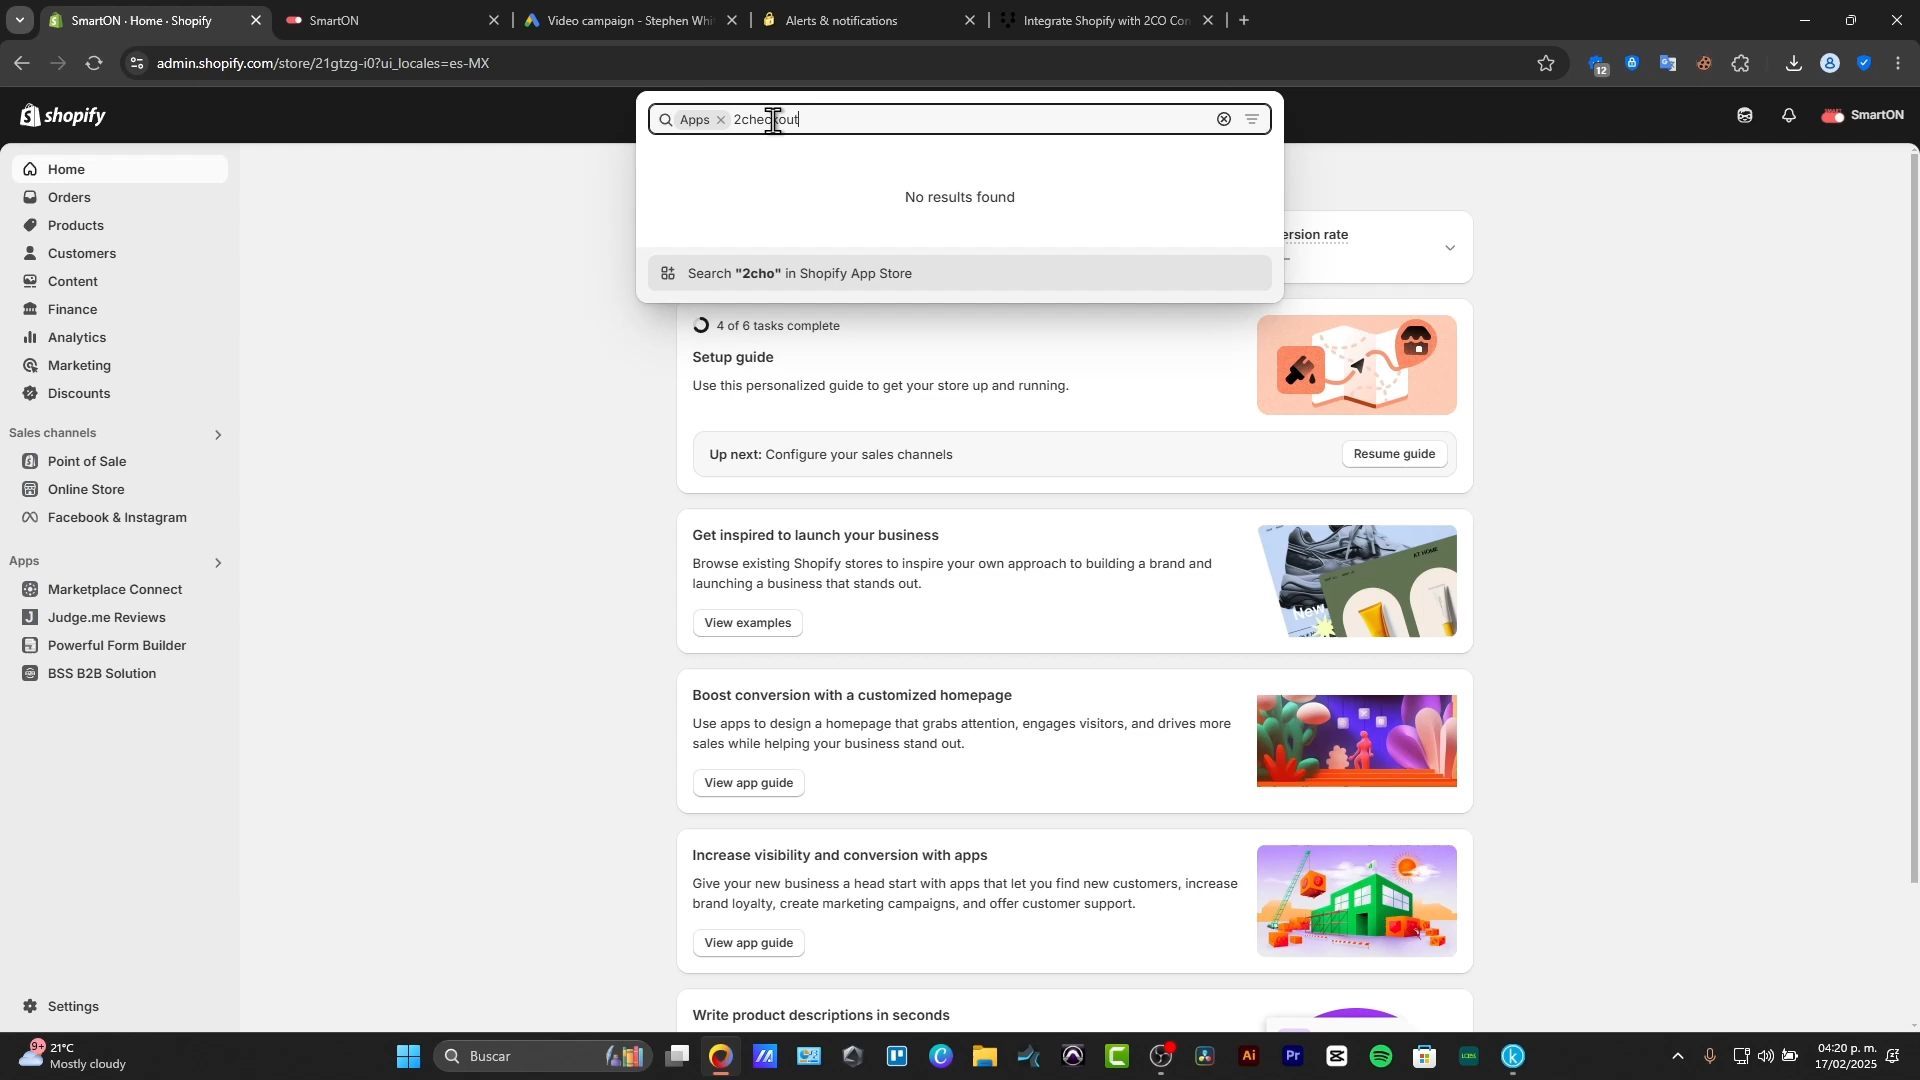 SmartON · Home · Shopify
SmartON
Video campaign - Stephen Whi
Alerts & notifications
Integrate Shopify with 2CO Con
admin.shopify.com/store/21gtzg-i0?ui_locales=es-MX
12
shopify
Apps
2checkout
SmartON
No results found
Search "2cho" in Shopify App Store
Home
Orders
Products
Customers
Content
Finance
Analytics
Marketing
Discounts
Sales channels
Point of Sale
Online Store
Facebook & Instagram
Apps
Marketplace Connect
Judge.me Reviews
Powerful Form Builder
BSS B2B Solution
Settings
ersion rate
4 of 6 tasks complete
Setup guide
Use this personalized guide to get your store up and running.
Up next: Configure your sales channels
Resume guide
Get inspired to launch your business
Browse existing Shopify stores to inspire your own approach to building a brand and
launching a business that stands out.
View examples
New
AT HOME
Boost conversion with a customized homepage
Use apps to design a homepage that grabs attention, engages visitors, and drives more
sales while helping your business stand out.
View app guide
Increase visibility and conversion with apps
Give your new business a head start with apps that let you find new customers, increase
brand loyalty, create marketing campaigns, and offer customer support.
View app guide
Write product descriptions in seconds
9+
21°C
Mostly cloudy
Buscar
Ai
Pr
04:20 p. m.
17/02/2025